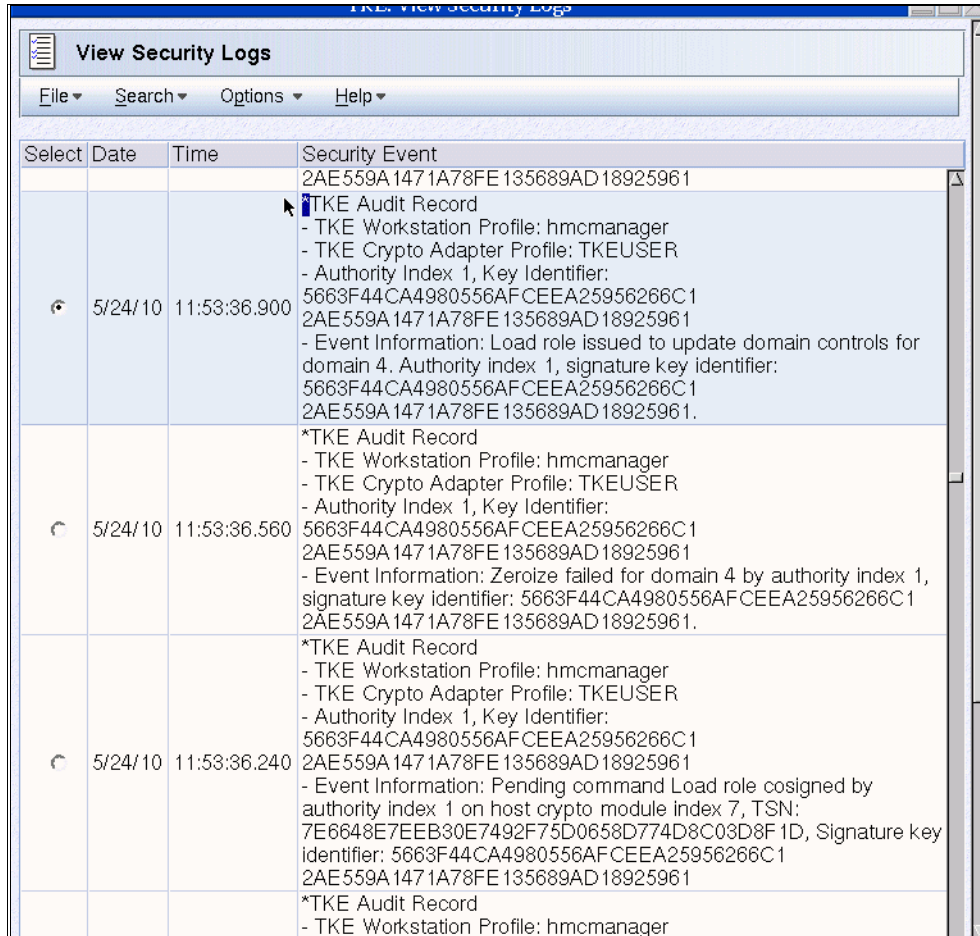 TKE: View Security Logs
View Security Logs
File Search Options Help
Select Date Time Security Event
2AE559A1471A78FE135689AD18925961
*TKE Audit Record
- TKE Workstation Profile: hmcmanager
- TKE Crypto Adapter Profile: TKEUSER
- Authority Index 1, Key Identifier:
5/24/10 11:53:36.900 5663F44CA4980556AFCEEA25956266C1
2AE559A1471A78FE135689AD18925961
- Event Information: Load role issued to update domain controls for
domain 4. Authority index 1, signature key identifier:
5663F44CA4980556AFCEEA25956266C1
2AE559A1471A78FE135689AD18925961.
*TKE Audit Record
- TKE Workstation Profile: hmcmanager
- TKE Crypto Adapter Profile: TKEUSER
- Authority Index 1, Key Identifier:
5/24/10 11:53:36.560 5663F44CA4980556AFCEEA25956266C1
2AE559A1471A78FE135689AD18925961
- Event Information: Zeroize failed for domain 4 by authority index 1,
signature key identifier: 5663F44CA4980556AFCEEA25956266C1
2AE559A1471A78FE135689AD18925961.
*TKE Audit Record
- TKE Workstation Profile: hmcmanager
- TKE Crypto Adapter Profile: TKEUSER
- Authority Index 1, Key Identifier:
5663F44CA4980556AFCEEA25956266C1
5/24/10 11:53:36.240 2AE559A1471A78FE135689AD18925961
- Event Information: Pending command Load role cosigned by
authority index 1 on host crypto module index 7, TSN:
7E6648E7EEB30E7492F75D0658D774D8C03D8F1D, Signature key
identifier: 5663F44CA4980556AFCEEA25956266C1
2AE559A1471A78FE135689AD18925961
*TKE Audit Record
- TKE Workstation Profile: hmcmanager